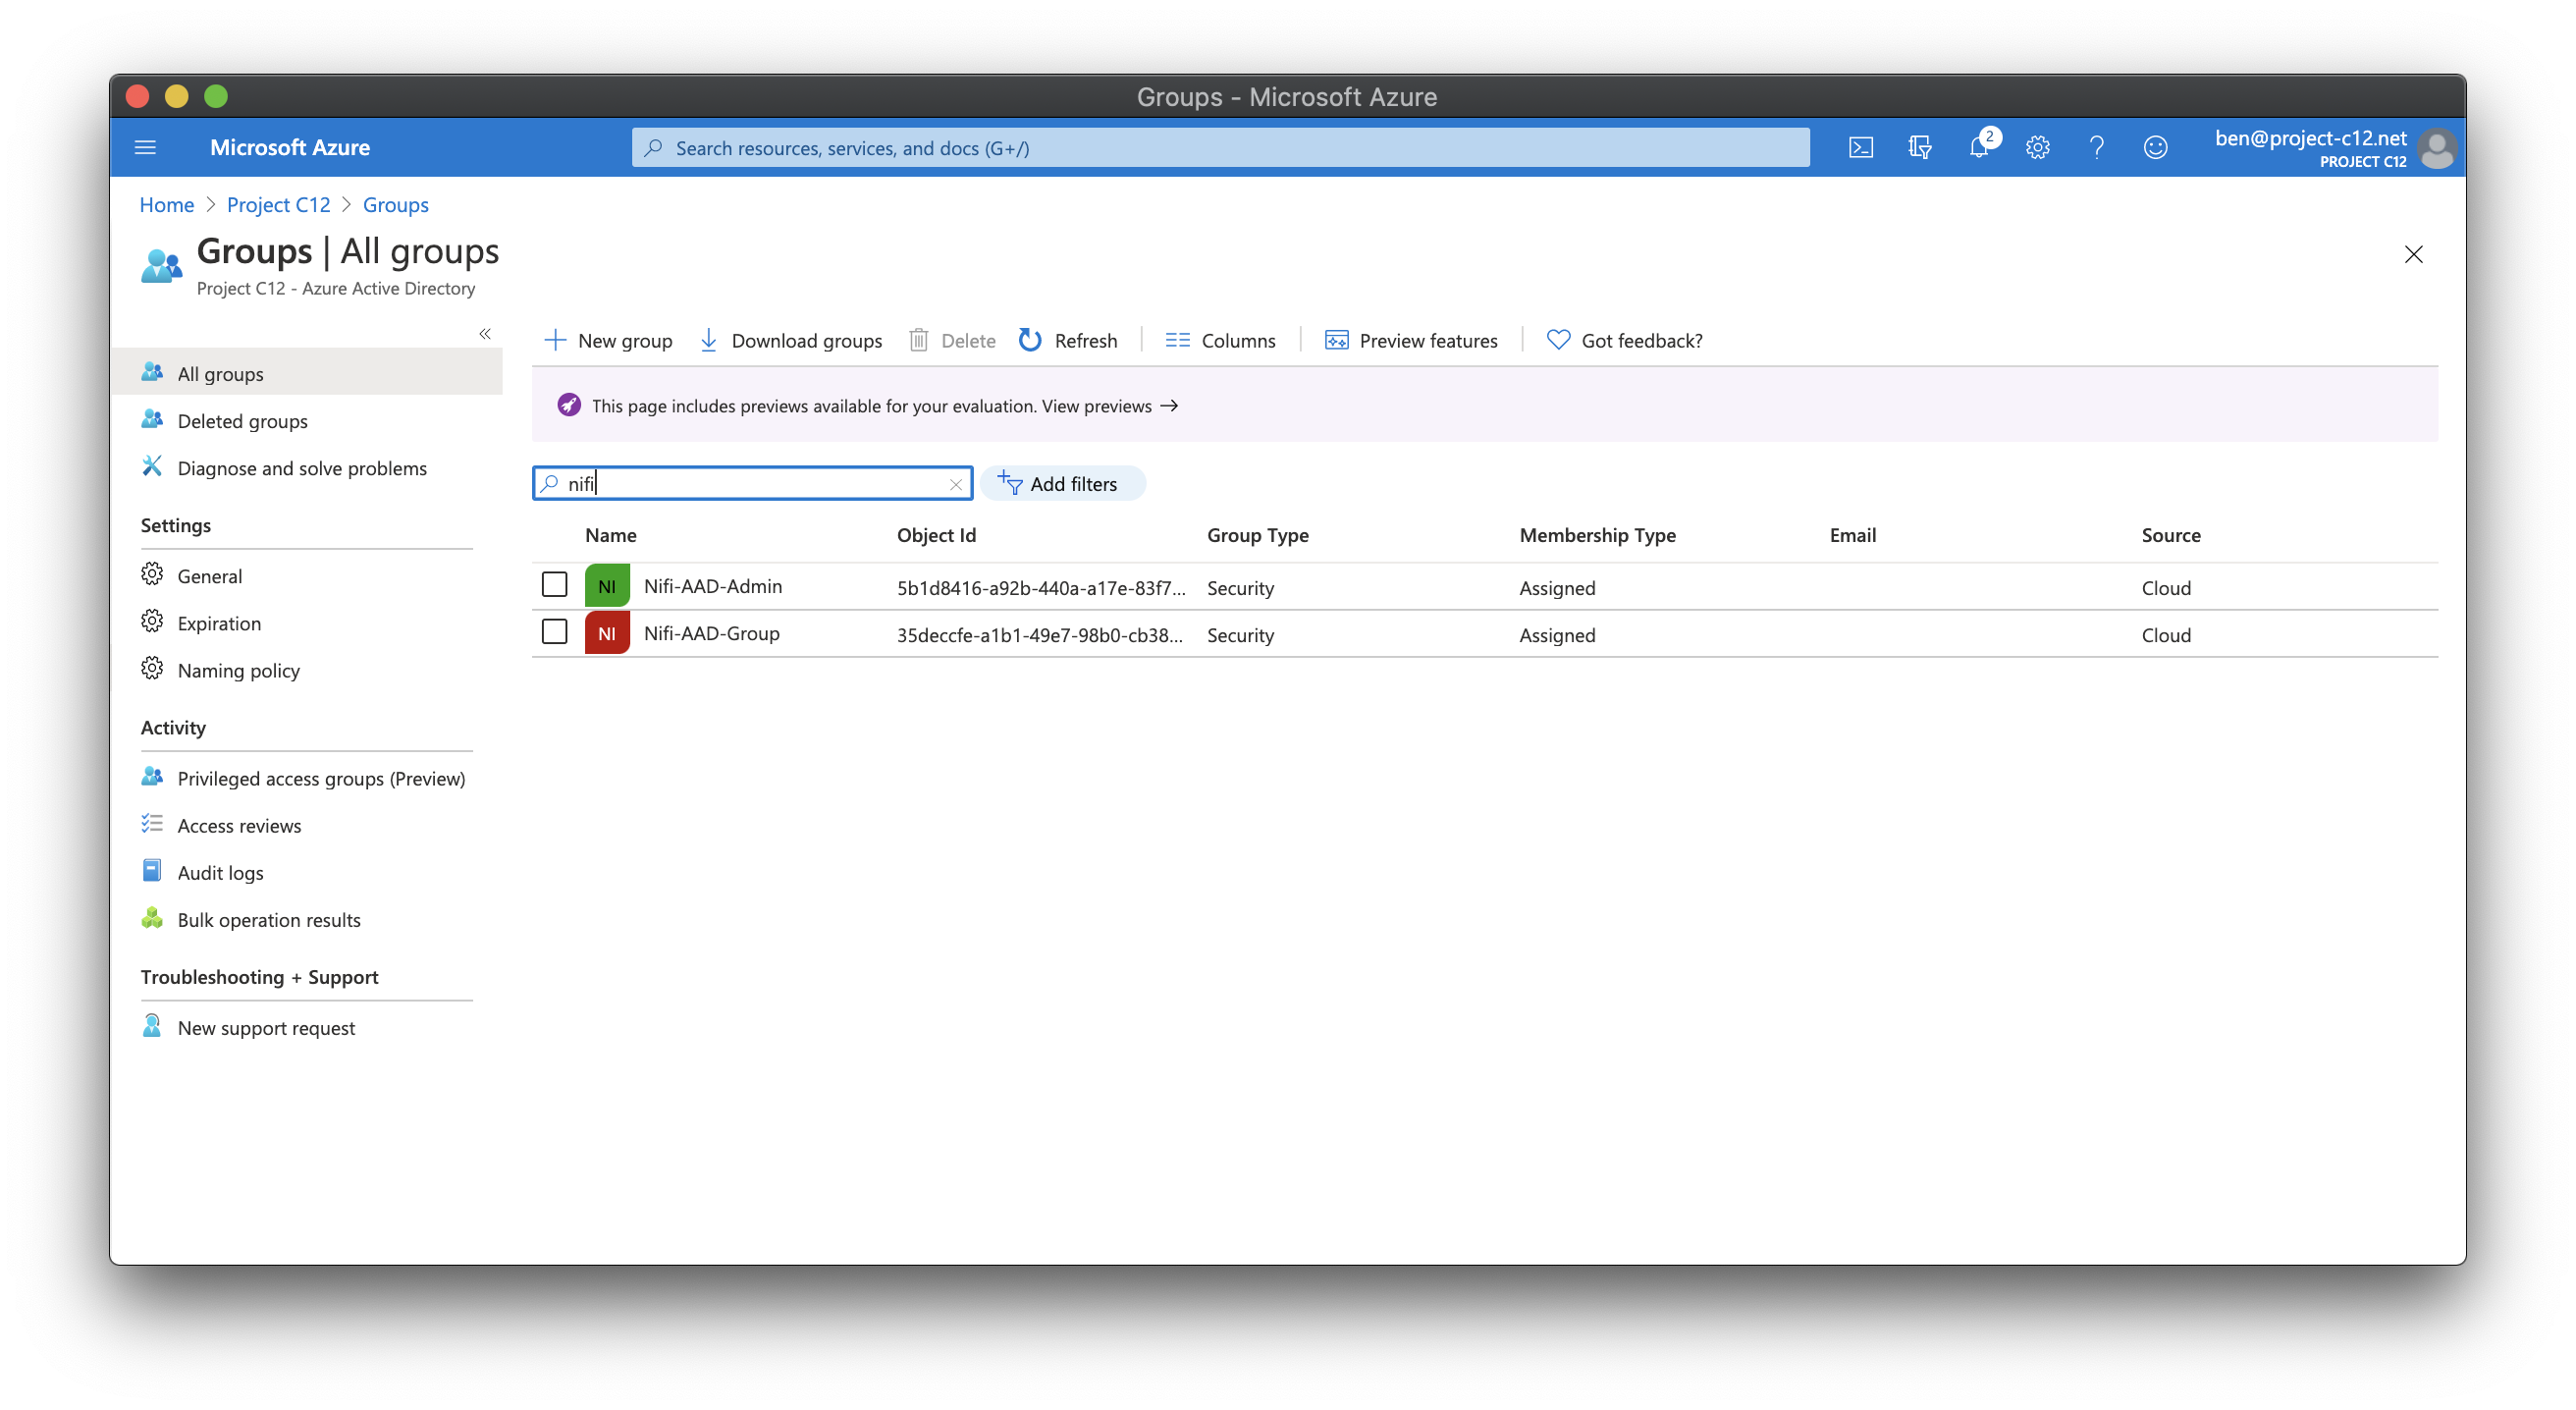 Groups - Microsoft Azure
Microsoft Azure
Search resources, services, and docs (G+/)
2
ben@project-c12.net
PROJECT C12
Home > Project C12 > Groups
Groups | All groups
Project C12 - Azure Active Directory
«
All groups
Deleted groups
Diagnose and solve problems
Settings
General
Expiration
Naming policy
Activity
Privileged access groups (Preview)
Access reviews
Audit logs
Bulk operation results
Troubleshooting + Support
New support request
New group Download groups Delete Refresh Columns Preview features Got feedback?
This page includes previews available for your evaluation. View previews →
nifi
Add filters
Name Object Id Group Type Membership Type Email Source
NI Nifi-AAD-Admin 5b1d8416-a92b-440a-a17e-83f7... Security Assigned Cloud
NI Nifi-AAD-Group 35deccfe-a1b1-49e7-98b0-cb38... Security Assigned Cloud